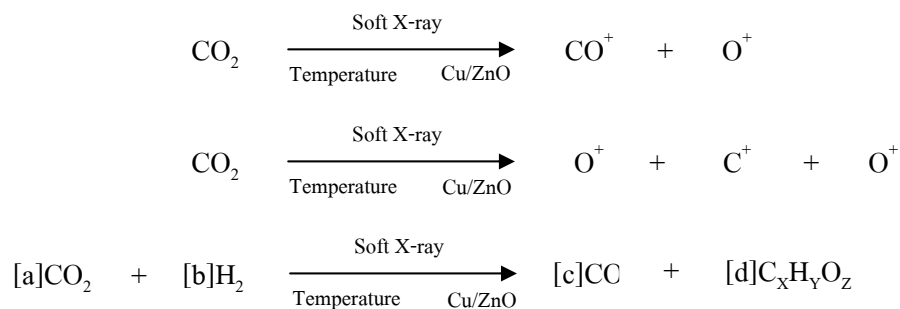 Soft X-ray
CO₂ CO⁺ + O⁺
Temperature Cu/ZnO
Soft X-ray
CO₂ O⁺ + C⁺ + O⁺
Temperature Cu/ZnO
Soft X-ray
[a]CO₂ + [b]H₂ [c]CO + [d]CXHYOZ
Temperature Cu/ZnO